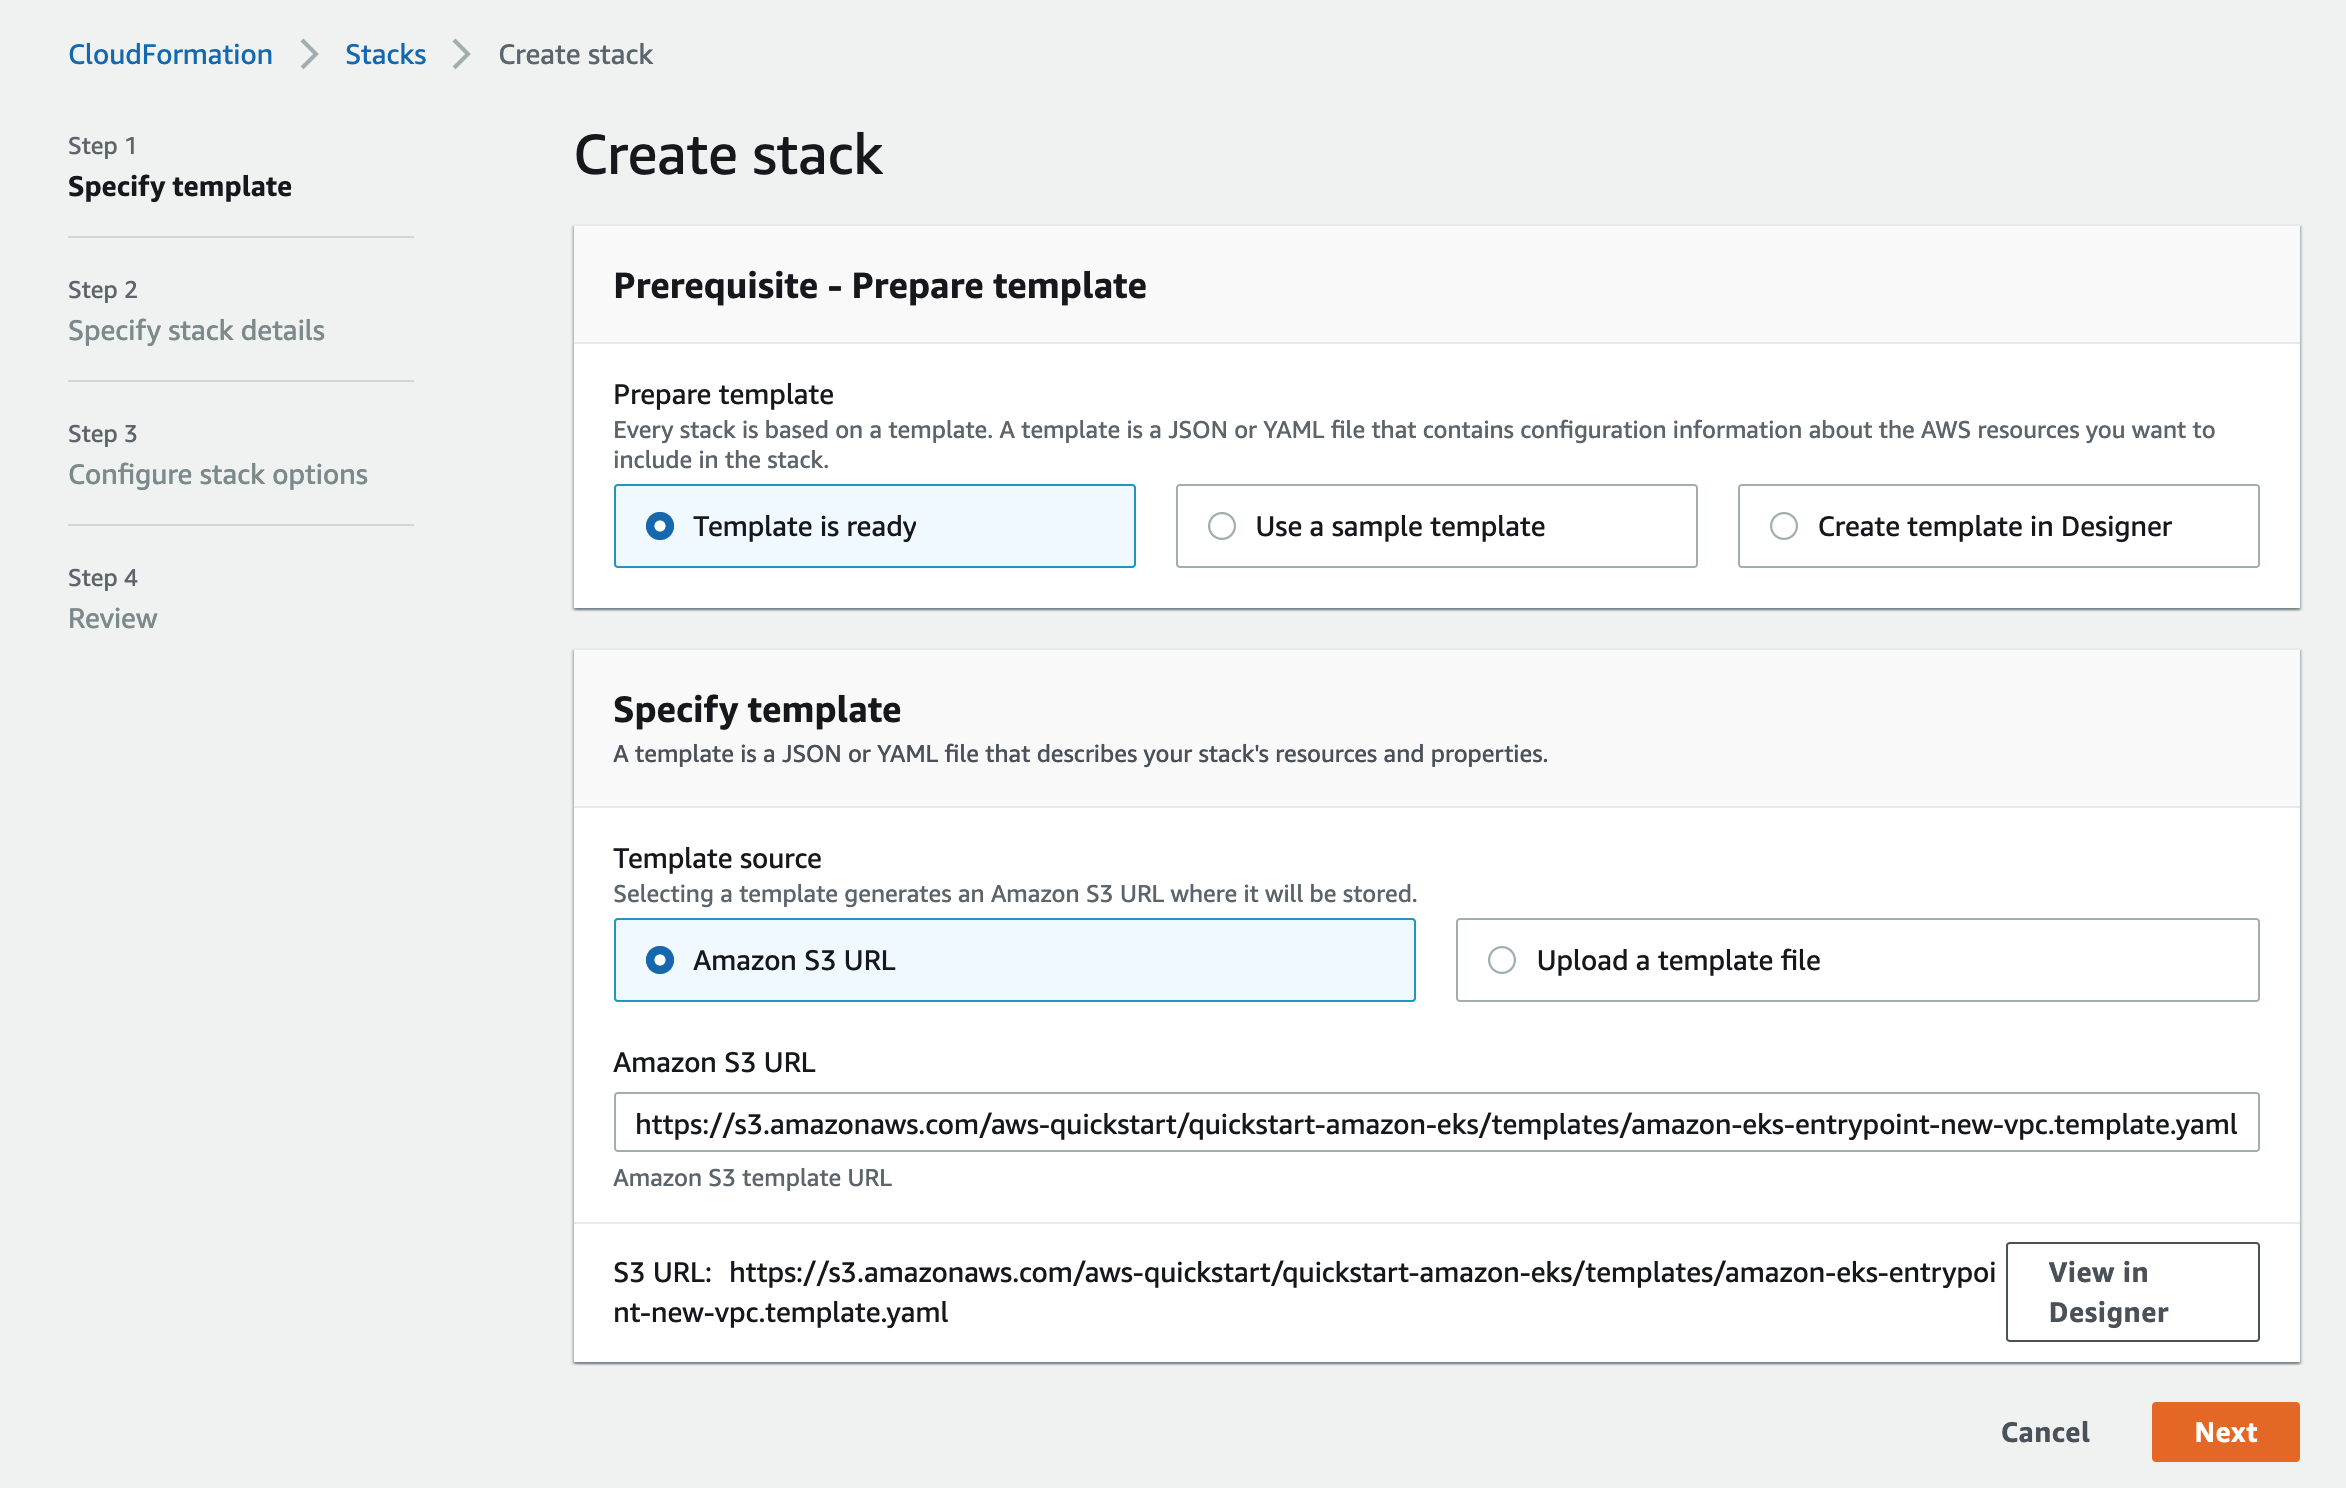 CloudFormation > Stacks > Create stack
Step 1
Specify template
Step 2
Specify stack details
Step 3
Configure stack options
Step 4
Review
Create stack
Prerequisite - Prepare template
Prepare template
Every stack is based on a template. A template is a JSON or YAML file that contains configuration information about the AWS resources you want to
include in the stack.
Template is ready
Use a sample template
Create template in Designer
Specify template
A template is a JSON or YAML file that describes your stack's resources and properties.
Template source
Selecting a template generates an Amazon S3 URL where it will be stored.
Amazon S3 URL
Upload a template file
Amazon S3 URL
https://s3.amazonaws.com/aws-quickstart/quickstart-amazon-eks/templates/amazon-eks-entrypoint-new-vpc.template.yaml
Amazon S3 template URL
S3 URL: https://s3.amazonaws.com/aws-quickstart/quickstart-amazon-eks/templates/amazon-eks-entrypoi
nt-new-vpc.template.yaml
View in
Designer
Cancel
Next